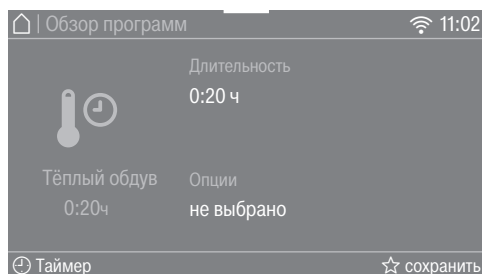 | Обзор программ 11:02
Длительность
0:20 ч
Тёплый обдув
0:20ч
Опции
не выбрано
Таймер
сохранить